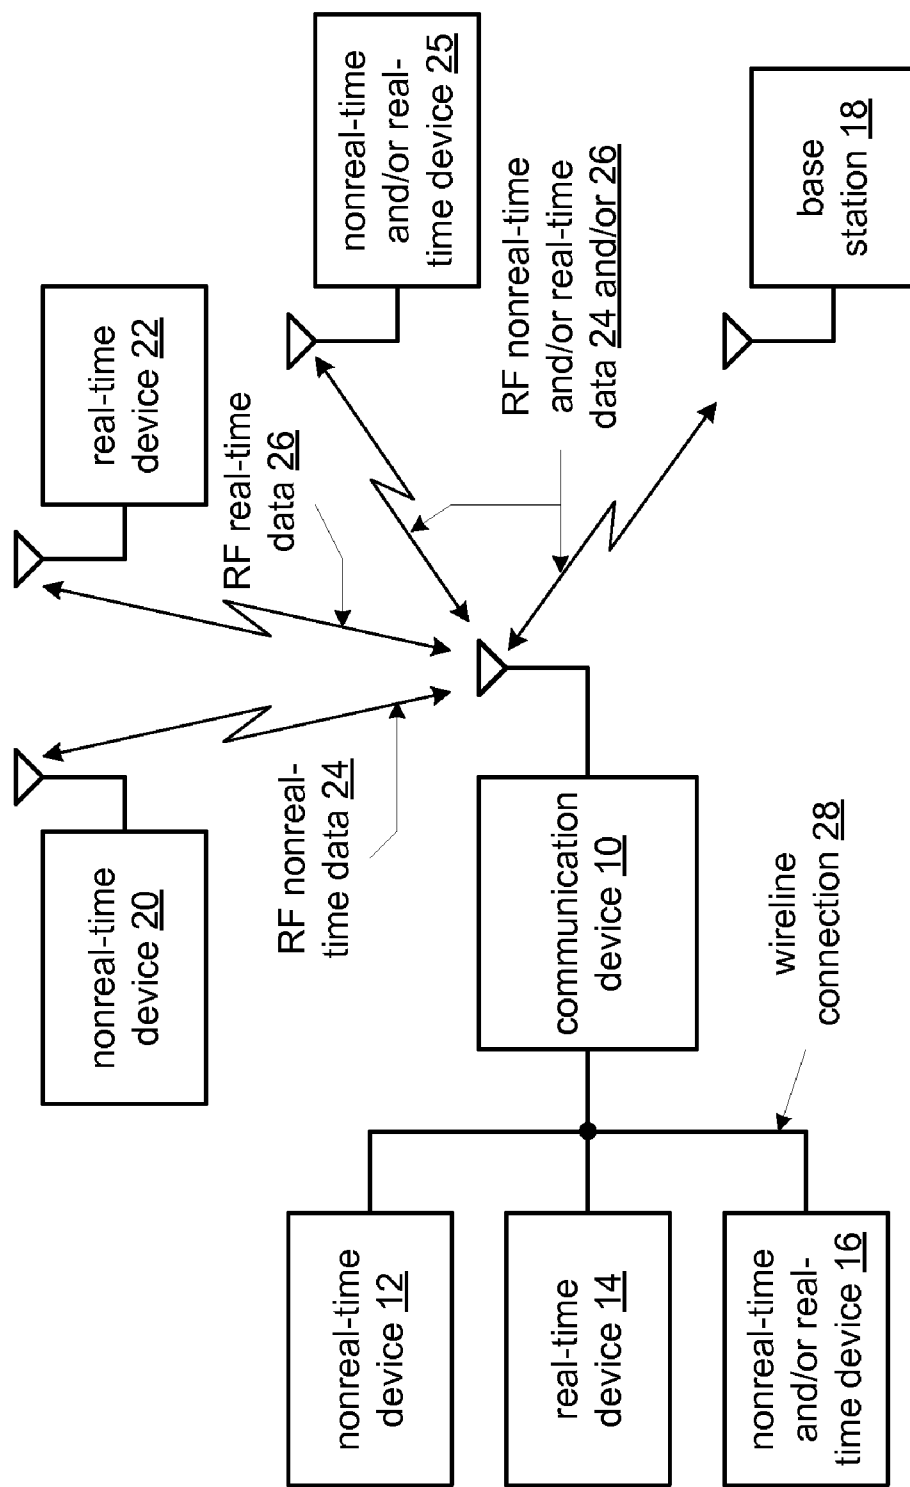 nonreal-time
device 20
real-time
device 22
RF nonreal-
time data 24
RF real-time
data 26
nonreal-time
and/or real-
time device 25
nonreal-time
device 12
real-time
device 14
nonreal-time
and/or real-
time device 16
communication
device 10
wireline
connection 28
RF nonreal-time
and/or real-time
data 24 and/or 26
base
station 18